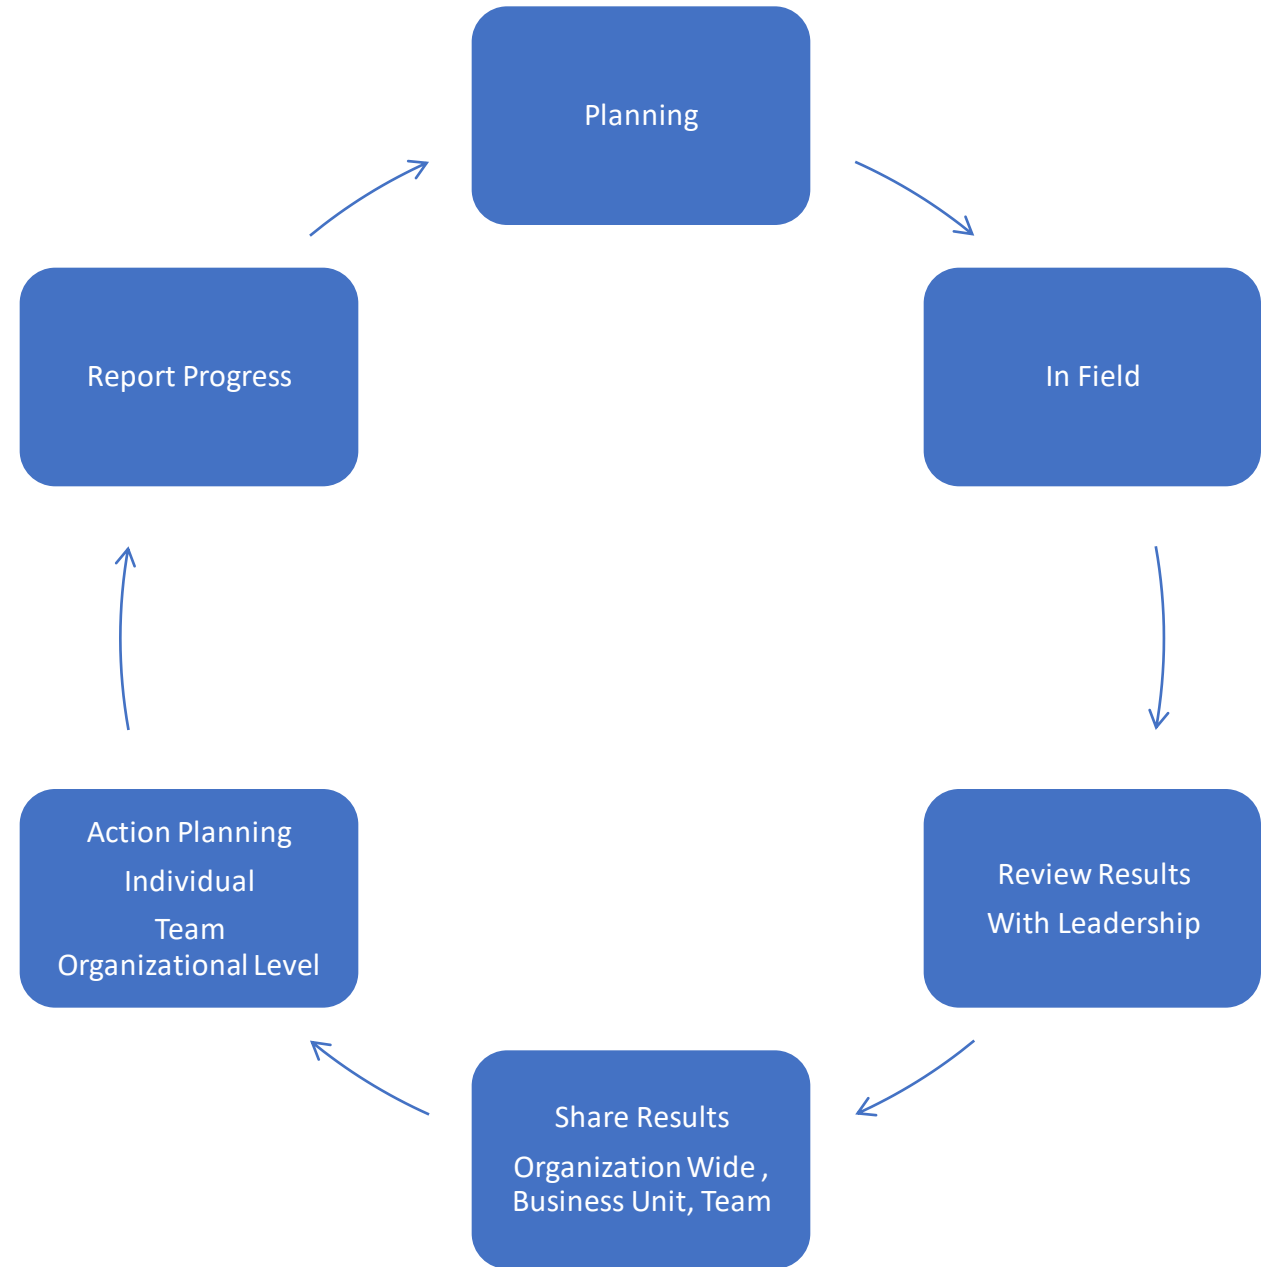 Planning
In Field
Review Results
With Leadership
Share Results
Organization Wide ,
Business Unit, Team
Action Planning
Individual
Team
Organizational Level
Report Progress